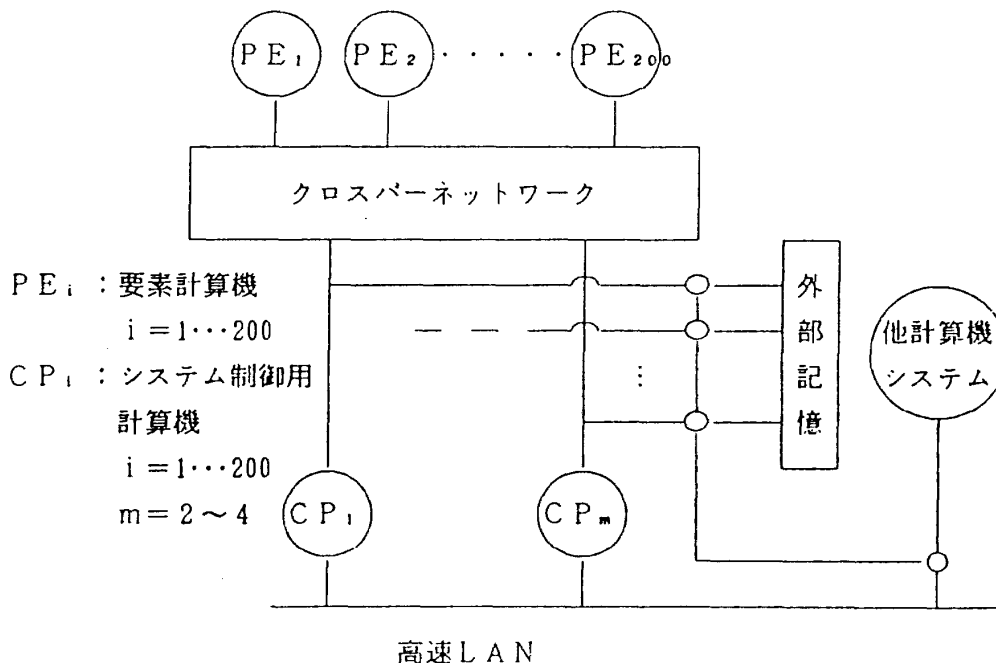 PE₁ PE₂ ····· PE₂₀₀
クロスバーネットワーク
PEᵢ：要素計算機
i＝1···200
CPᵢ：システム制御用
計算機
i＝1···200
m＝2～4
CP₁
CPₘ
外部記憶
他計算機
システム
高速LAN